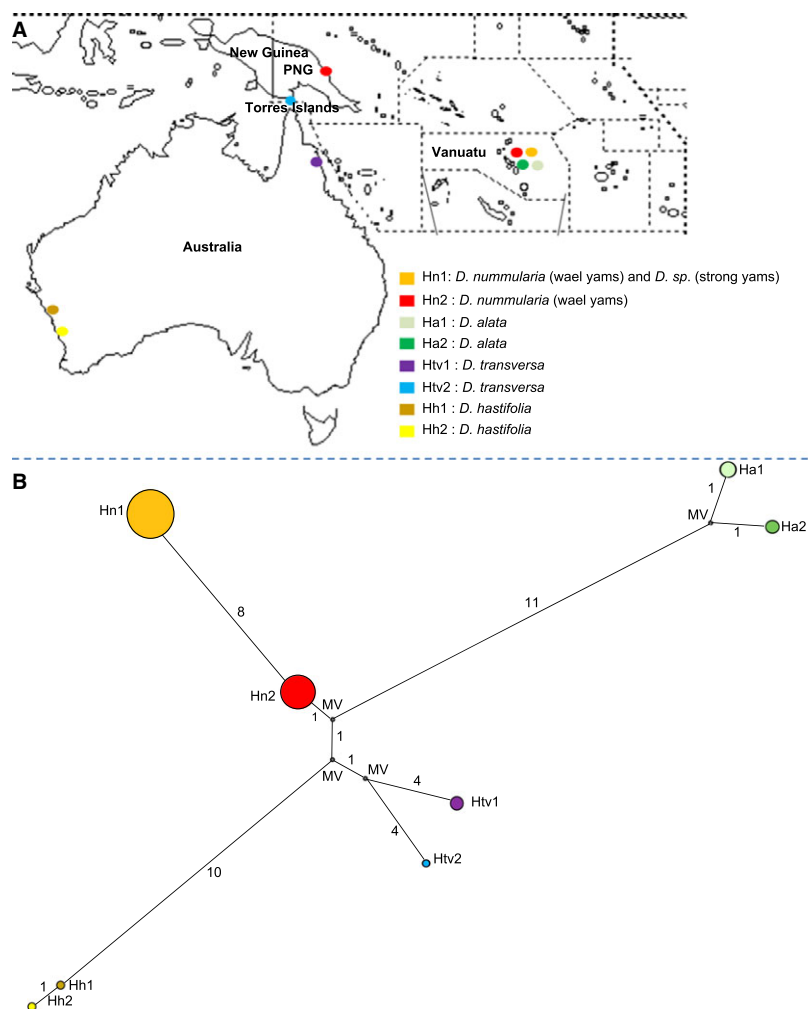 A
New Guinea
PNG
Torres Islands
Vanuatu
Australia
Hn1: D. nummularia (wael yams) and D. sp. (strong yams)
Hn2 : D. nummularia (wael yams)
Ha1 : D. alata
Ha2 : D. alata
Htv1 : D. transversa
Htv2 : D. transversa
Hh1 : D. hastifolia
Hh2 : D. hastifolia
B
Ha1
1
Hn1
MV
1
Ha2
8
11
Hn2
MV
1
1
1
MV
MV
4
Htv1
4
Htv2
10
1
Hh1
Hh2